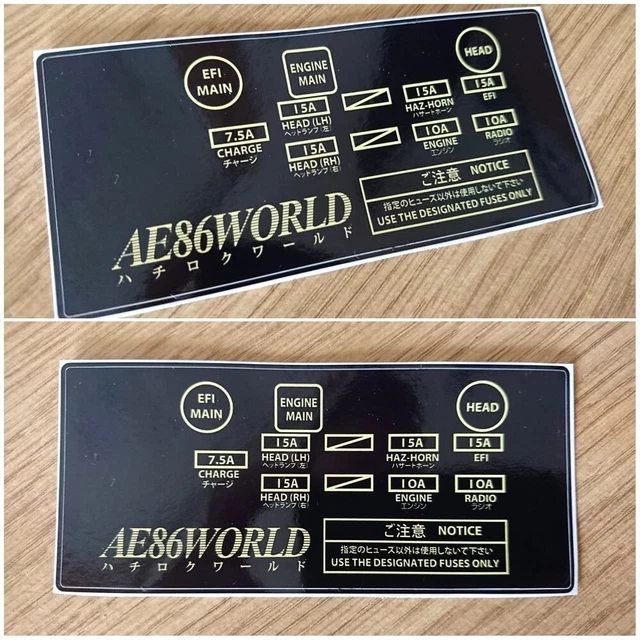 EFI
MAIN
ENGINE
MAIN
HEAD
15A
HEAD (LH)
ヘッドランプ(左)
15A
HAZ-HORN
ハザードホーン
15A
EFI
7.5A
CHARGE
チャージ
15A
HEAD (RH)
ヘッドランプ(右)
10A
ENGINE
エンジン
10A
RADIO
ラジオ
ご注意 NOTICE
指定のヒューズ以外は使用しないで下さい
USE THE DESIGNATED FUSES ONLY
AE86WORLD
ハチロクワールド
EFI
MAIN
ENGINE
MAIN
HEAD
15A
HEAD (LH)
ヘッドランプ(左)
15A
HAZ-HORN
ハザードホーン
15A
EFI
7.5A
CHARGE
チャージ
15A
HEAD (RH)
ヘッドランプ(右)
10A
ENGINE
エンジン
10A
RADIO
ラジオ
ご注意 NOTICE
指定のヒューズ以外は使用しないで下さい
USE THE DESIGNATED FUSES ONLY
AE86WORLD
ハチロクワールド